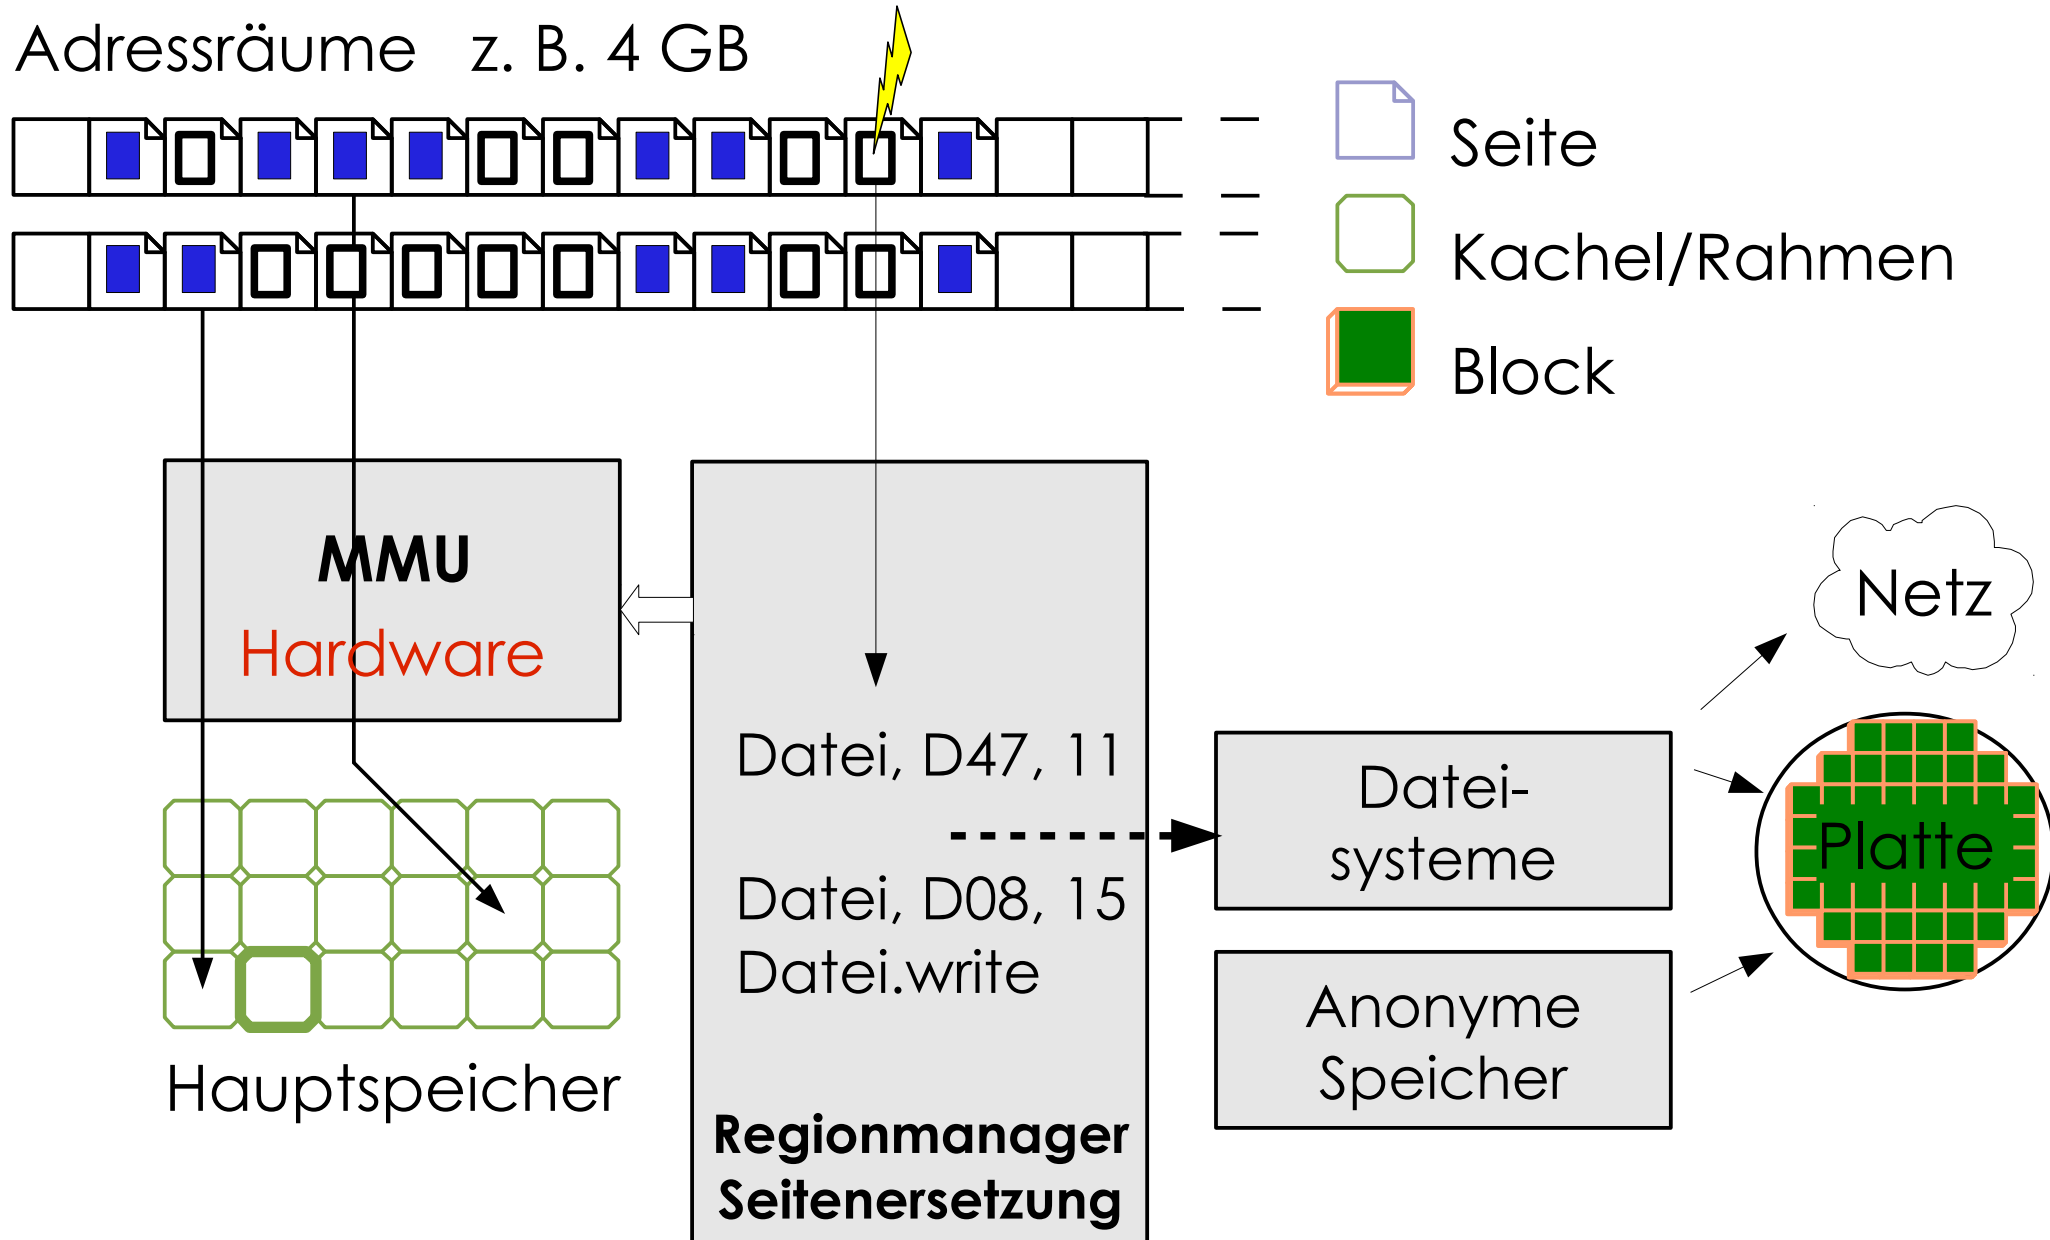 Adressräume z. B. 4 GB
Seite
Kachel/Rahmen
Block
MMU
Hardware
Netz
Datei, D47, 11
Datei-
systeme
Platte
Datei, D08, 15
Datei.write
Anonyme
Speicher
Hauptspeicher
Regionmanager
Seitenersetzung